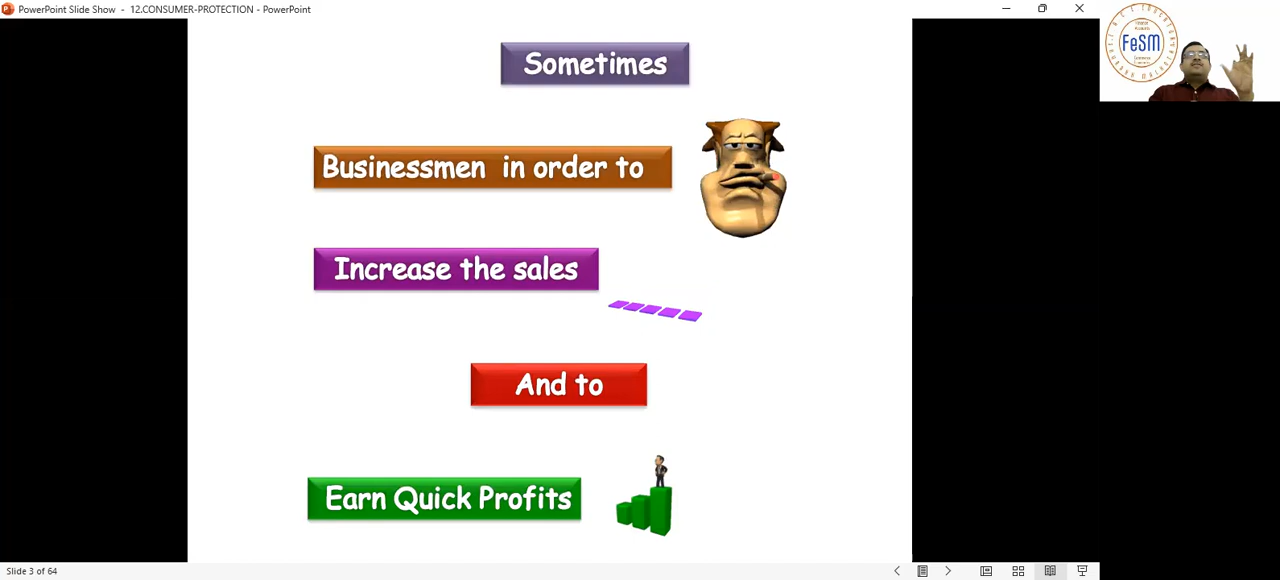 PowerPoint Slide Show - 12.CONSUMER-PROTECTION - PowerPoint
Sometimes
Businessmen in order to
Increase the sales
And to
Earn Quick Profits
FeSM
Slide 3 of 64